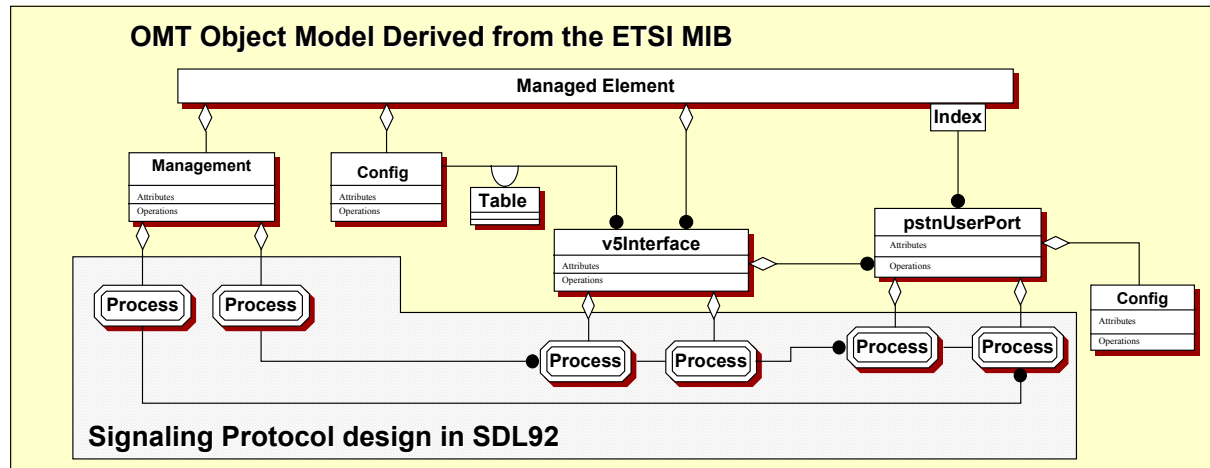 OMT Object Model Derived from the ETSI MIB
Managed Element
Index
Management
Attributes
Operations
Config
Attributes
Operations
Table
v5Interface
Attributes
Operations
pstnUserPort
Attributes
Operations
Config
Attributes
Operations
Process
Process
Process
Process
Process
Process
Signaling Protocol design in SDL92